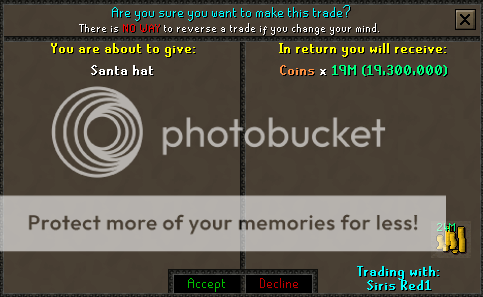 Are you sure you want to make this trade?
There is NO WAY to reverse a trade if you change your mind.
You are about to give:
In return you will receive:
Santa hat
Coins x 19M (19,300,000)
photobucket
Protect more of your memories for less!
Trading with:
Siris Red1
Accept
Decline